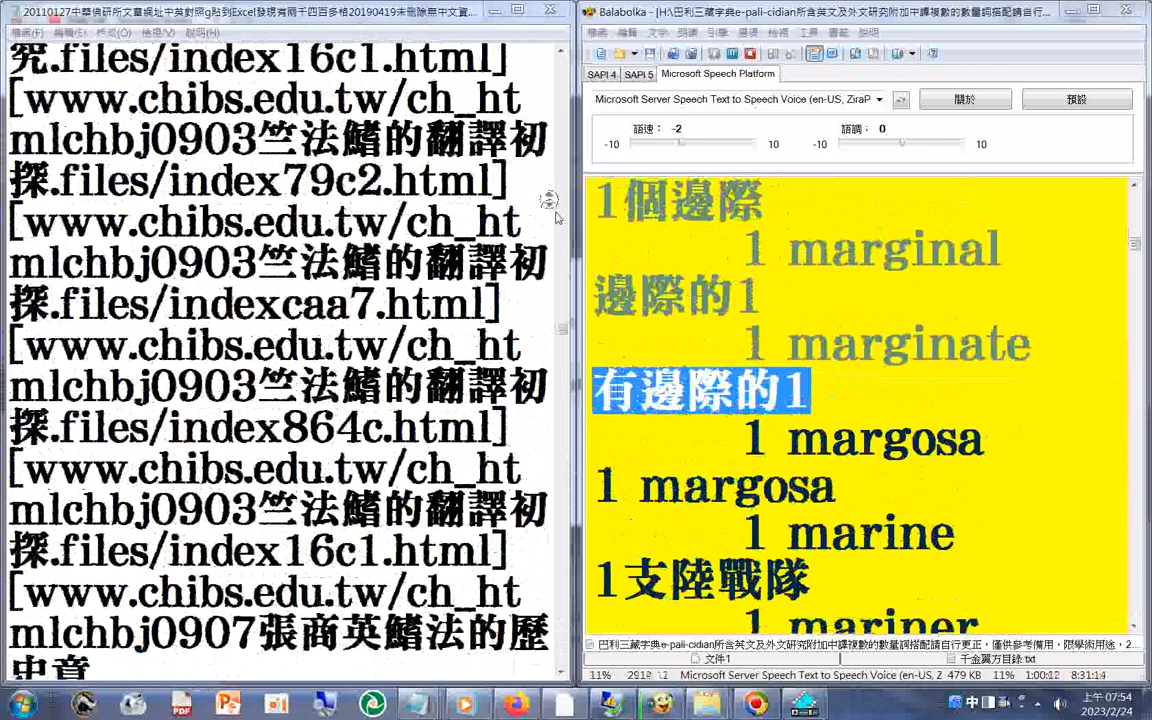 20110127中華佛研所文章網址中英對照g貼到Excel發現有兩千四百多格20190419未刪除無中文資...
檔案(F) 編輯(E) 格式(O) 檢視(V) 說明(H)
究.files/index16c1.html]
[www.chibs.edu.tw/ch_ht
mlchbj0903竺法鰭的翻譯初
探.files/index79c2.html]
[www.chibs.edu.tw/ch_ht
mlchbj0903竺法鰭的翻譯初
探.files/indexcaa7.html]
[www.chibs.edu.tw/ch_ht
mlchbj0903竺法鰭的翻譯初
探.files/index864c.html]
[www.chibs.edu.tw/ch_ht
mlchbj0903竺法鰭的翻譯初
探.files/index16c1.html]
[www.chibs.edu.tw/ch_ht
mlchbj0907張商英鰭法的歷
史意
Balabolka - [H:\巴利三藏字典e-pali-cidian所含英文及外文研究附加中譯複數的數量詞搭配請自行更正,...
SAPI 4 SAPI 5 Microsoft Speech Platform
Microsoft Server Speech Text to Speech Voice (en-US, ZiraP
關於
預設
語速: -2
語調: 0
-10 10 -10 10
1個邊際
1 marginal
邊際的1
1 marginate
有邊際的1
1 margosa
1 margosa
1 marine
1支陸戰隊
1 mariner
巴利三藏字典e-pali-cidian所含英文及外文研究附加中譯複數的數量詞搭配請自行更正, 僅供參考備用, 限學術用途, 2...
文件1
千金翼方目錄.txt
11% 479 KB 11% Microsoft Server Speech Text to Speech Voice (en-US, Z 1:00:12 8:31:14
中
上午 07:54
2023/2/24